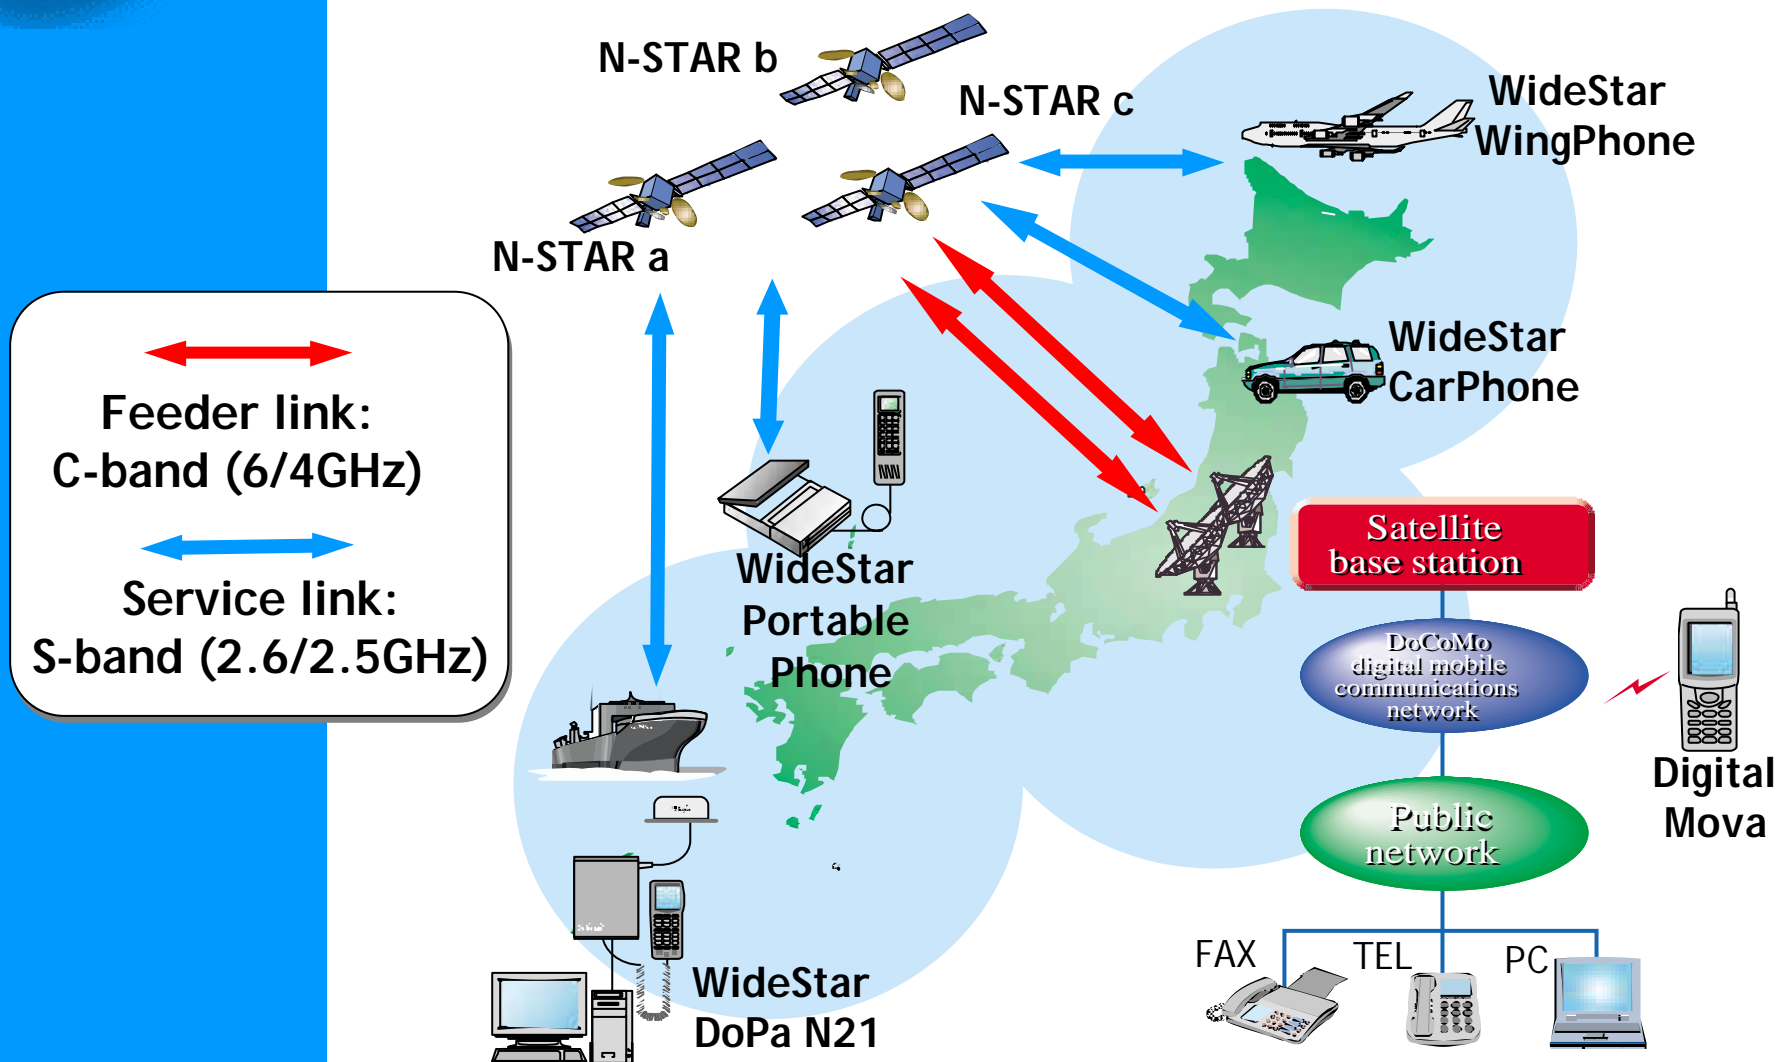 N-STAR b
N-STAR c
N-STAR a
WideStar
WingPhone
WideStar
CarPhone
Feeder link:
C-band (6/4GHz)
Service link:
S-band (2.6/2.5GHz)
WideStar
Portable
Phone
Satellite
base station
DoCoMo
digital mobile
communications
network
Digital
Mova
Public
network
FAX
TEL
PC
WideStar
DoPa N21